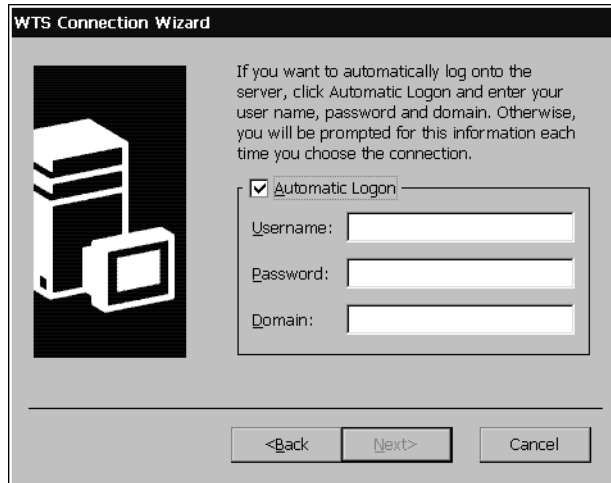 WTS Connection Wizard
If you want to automatically log onto the
server, click Automatic Logon and enter your
user name, password and domain. Otherwise,
you will be prompted for this information each
time you choose the connection.
Automatic Logon
Username:
Password:
Domain:
<Back Next> Cancel